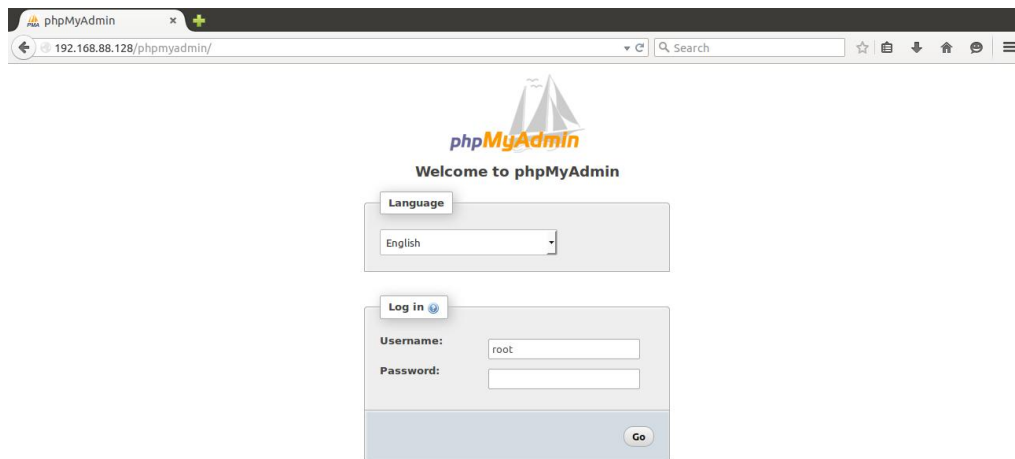 phpMyAdmin
192.168.88.128/phpmyadmin/
Search
phpMyAdmin
Welcome to phpMyAdmin
Language
English
Log in
Username:
root
Password:
Go